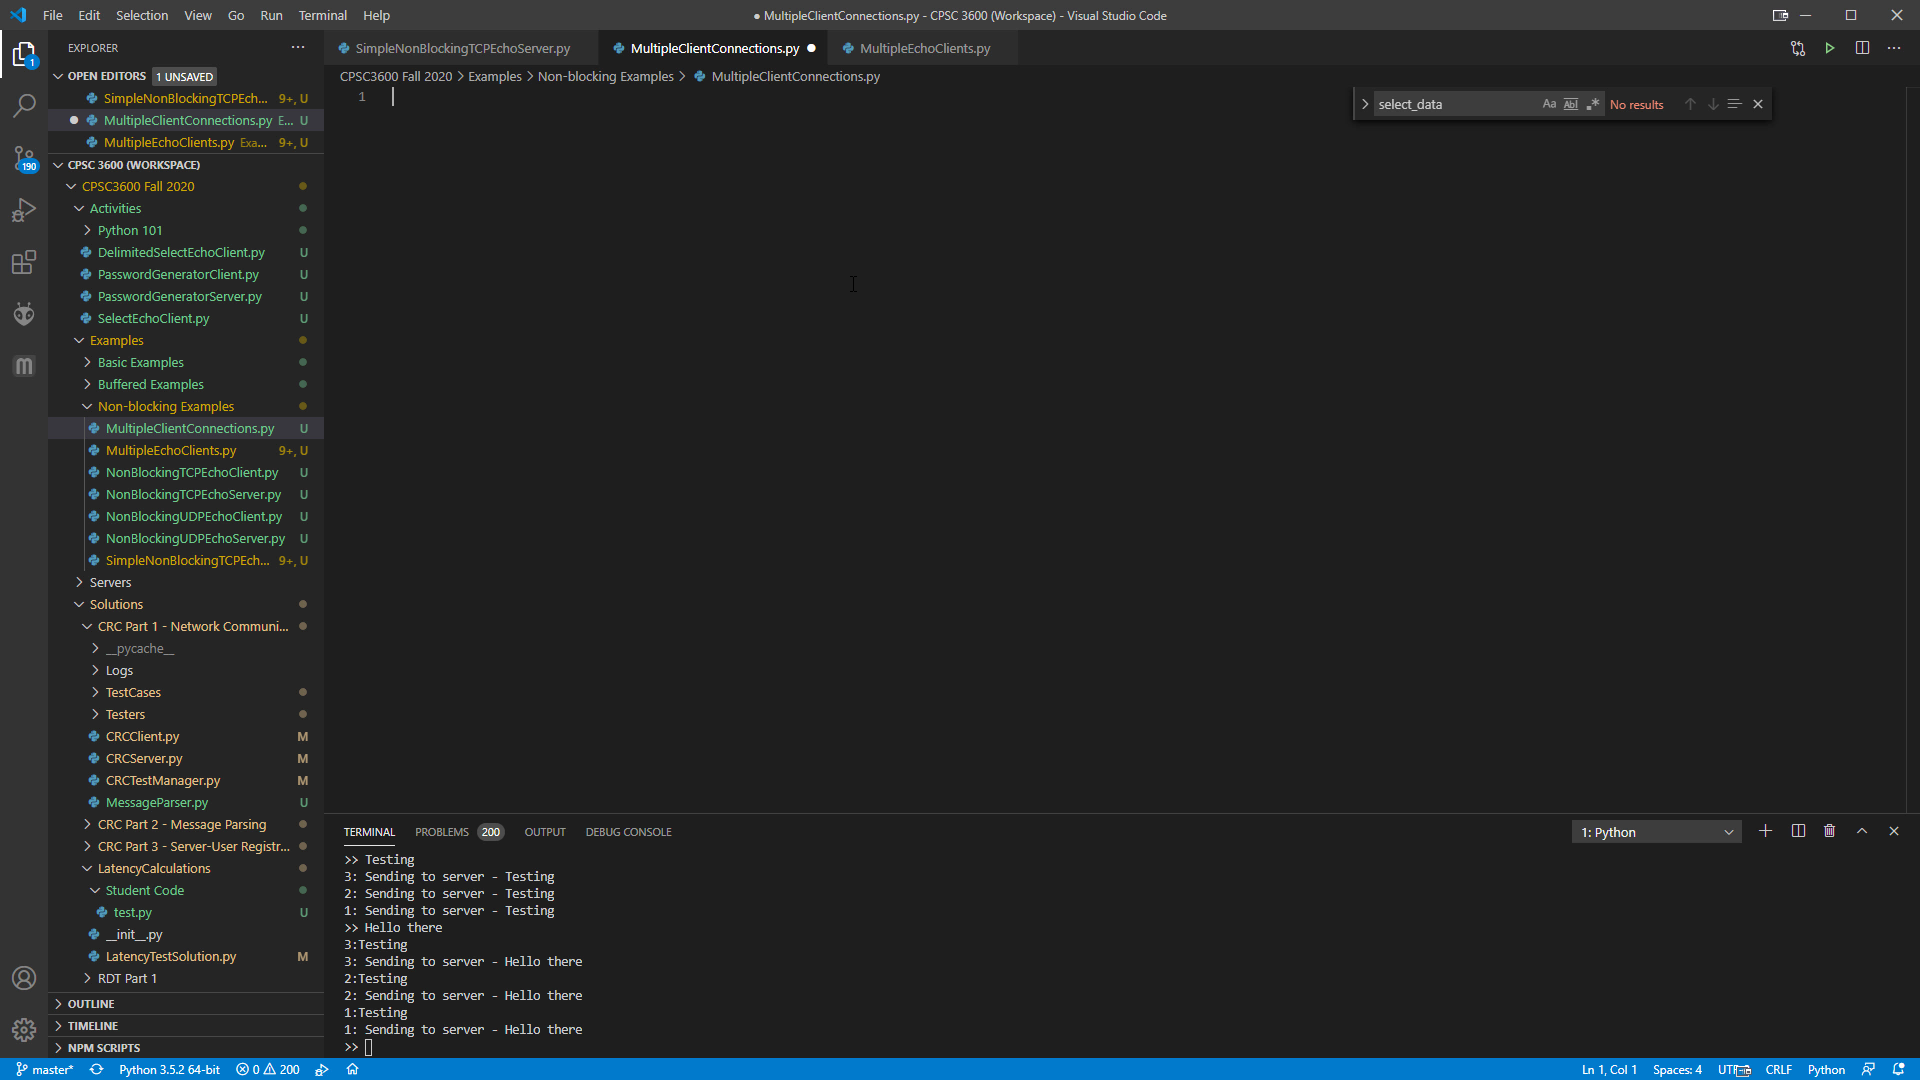 File Edit Selection View Go Run Terminal Help
● MultipleClientConnections.py - CPSC 3600 (Workspace) - Visual Studio Code
EXPLORER
OPEN EDITORS 1 UNSAVED
SimpleNonBlockingTCPEch... 9+, U
MultipleClientConnections.py E... U
MultipleEchoClients.py Exa... 9+, U
CPSC 3600 (WORKSPACE)
CPSC3600 Fall 2020
Activities
Python 101
DelimitedSelectEchoClient.py U
PasswordGeneratorClient.py U
PasswordGeneratorServer.py U
SelectEchoClient.py U
Examples
Basic Examples
Buffered Examples
Non-blocking Examples
MultipleClientConnections.py U
MultipleEchoClients.py 9+, U
NonBlockingTCPEchoClient.py U
NonBlockingTCPEchoServer.py U
NonBlockingUDPEchoClient.py U
NonBlockingUDPEchoServer.py U
SimpleNonBlockingTCPEch... 9+, U
Servers
Solutions
CRC Part 1 - Network Communi...
__pycache__
Logs
TestCases
Testers
CRCClient.py M
CRCServer.py M
CRCTestManager.py M
MessageParser.py U
CRC Part 2 - Message Parsing
CRC Part 3 - Server-User Registr...
LatencyCalculations
Student Code
test.py U
__init__.py
LatencyTestSolution.py M
RDT Part 1
OUTLINE
TIMELINE
NPM SCRIPTS
1
190
SimpleNonBlockingTCPEchoServer.py MultipleClientConnections.py ● MultipleEchoClients.py
CPSC3600 Fall 2020 > Examples > Non-blocking Examples > MultipleClientConnections.py
1
select_data Aa Abl .* No results
TERMINAL PROBLEMS 200 OUTPUT DEBUG CONSOLE 1: Python
>> Testing
3: Sending to server - Testing
2: Sending to server - Testing
1: Sending to server - Testing
>> Hello there
3:Testing
3: Sending to server - Hello there
2:Testing
2: Sending to server - Hello there
1:Testing
1: Sending to server - Hello there
>>
master* Python 3.5.2 64-bit 0 200 Ln 1, Col 1 Spaces: 4 CRLF Python